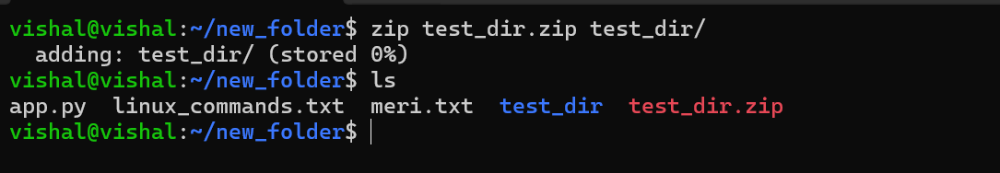 vishal@vishal:~/new_folder$ zip test_dir.zip test_dir/
  adding: test_dir/ (stored 0%)
vishal@vishal:~/new_folder$ ls
app.py  linux_commands.txt  meri.txt  test_dir  test_dir.zip
vishal@vishal:~/new_folder$